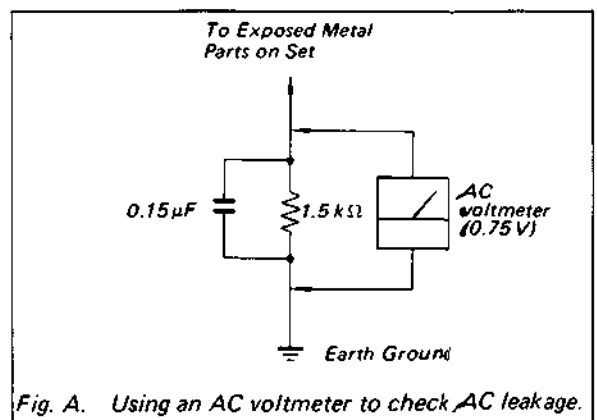 To Exposed Metal
Parts on Set
0.15μF
1.5kΩ
AC
voltmeter
(0.75V)
Earth Ground
Fig. A. Using an AC voltmeter to check AC leakage.